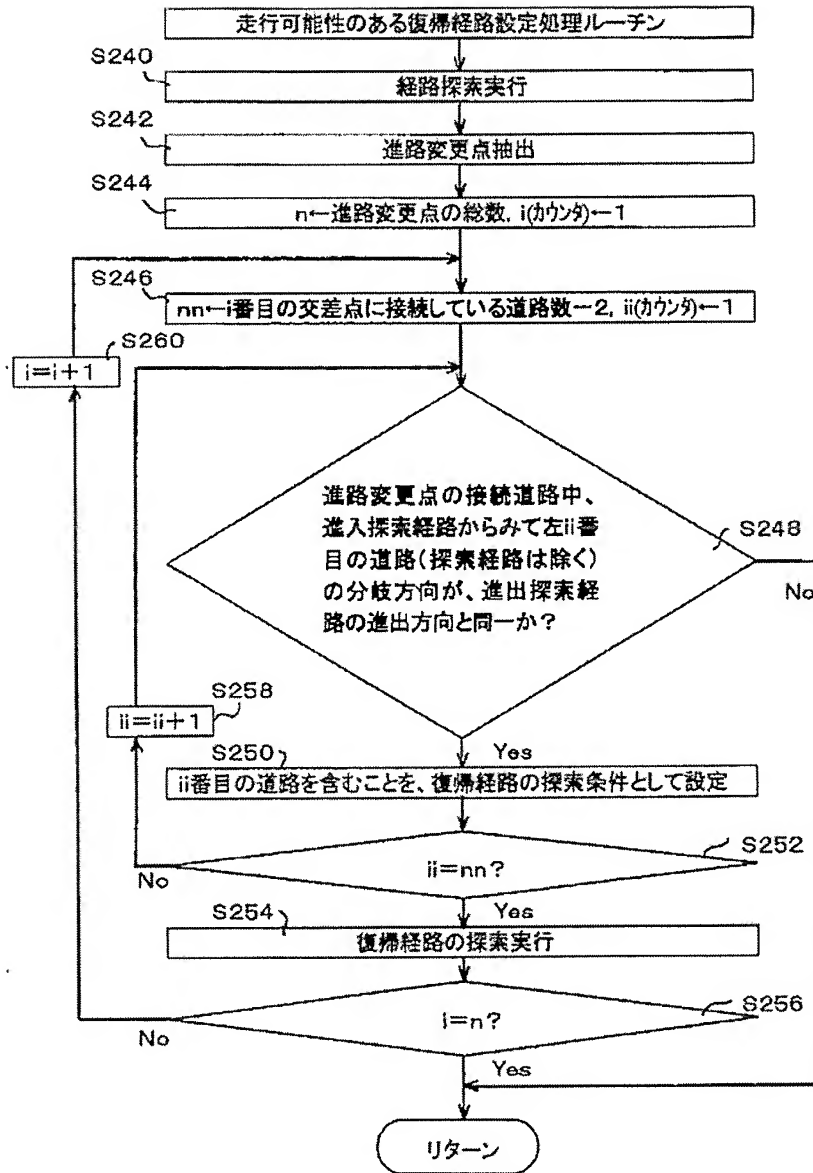 走行可能性のある復帰経路設定処理ルーチン
S240
経路探索実行
S242
進路変更点抽出
S244
n←進路変更点の総数, i(カウンタ)←1
S246
nn←i番目の交差点に接続している道路数−2, ii(カウンタ)←1
S260
i=i+1
進路変更点の接続道路中、
進入探索経路からみて左ii番
目の道路(探索経路は除く)
の分岐方向が、進出探索経
路の進出方向と同一か?
S248
No
S258
ii=ii+1
Yes
S250
ii番目の道路を含むことを、復帰経路の探索条件として設定
S252
ii=nn?
No
Yes
S254
復帰経路の探索実行
S256
i=n?
No
Yes
リターン